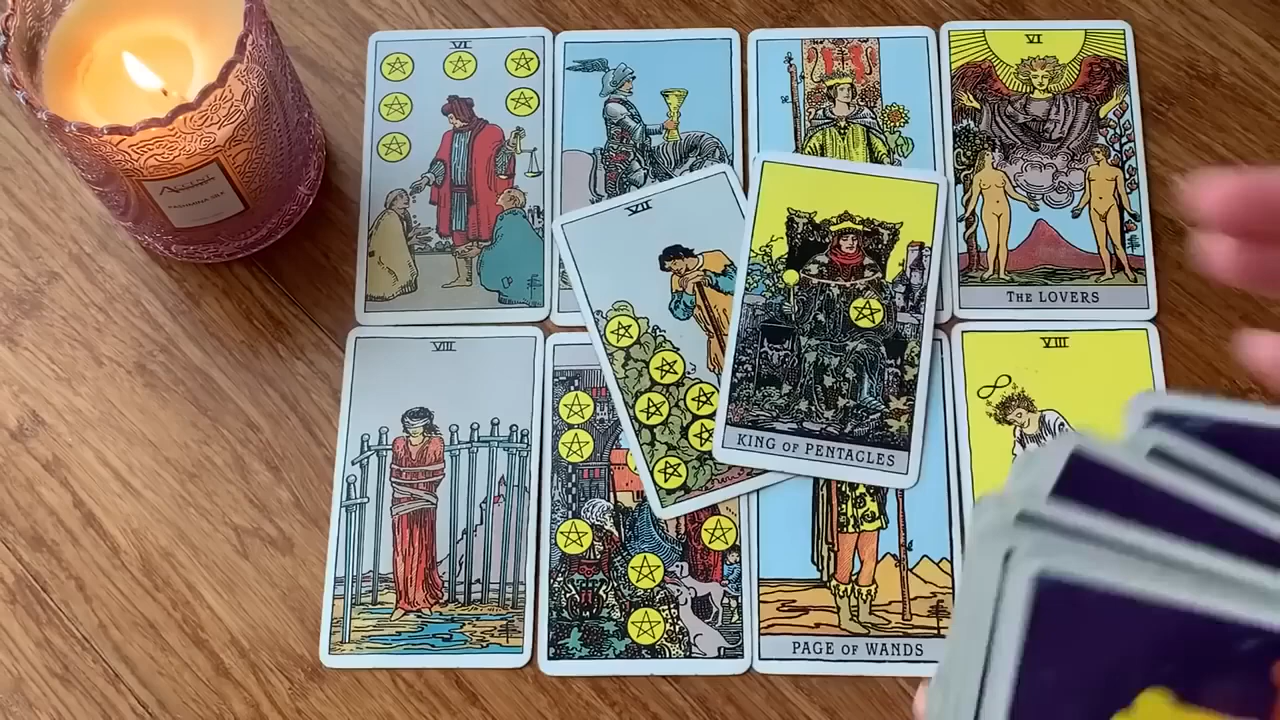 VI
VI
THE LOVERS
VII
KING OF PENTACLES
VIII
VIII
PAGE OF WANDS